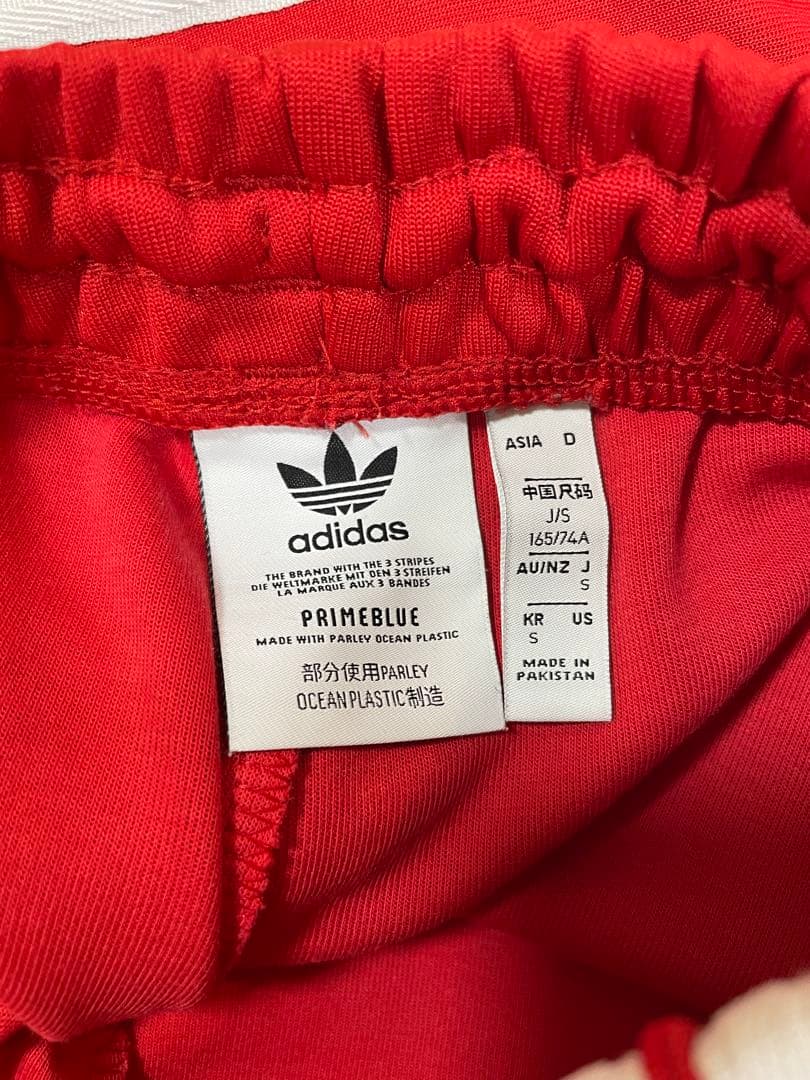 adidas
THE BRAND WITH THE 3 STRIPES
DIE WELTMARKE MIT DEN 3 STREIFEN
LA MARQUE AUX 3 BANDES
PRIMEBLUE
MADE WITH PARLEY OCEAN PLASTIC
部分使用PARLEY
OCEAN PLASTIC制造
ASIA D
中国尺码
J/S
165/74A
AU/NZ J
S
KR US
S
MADE IN
PAKISTAN